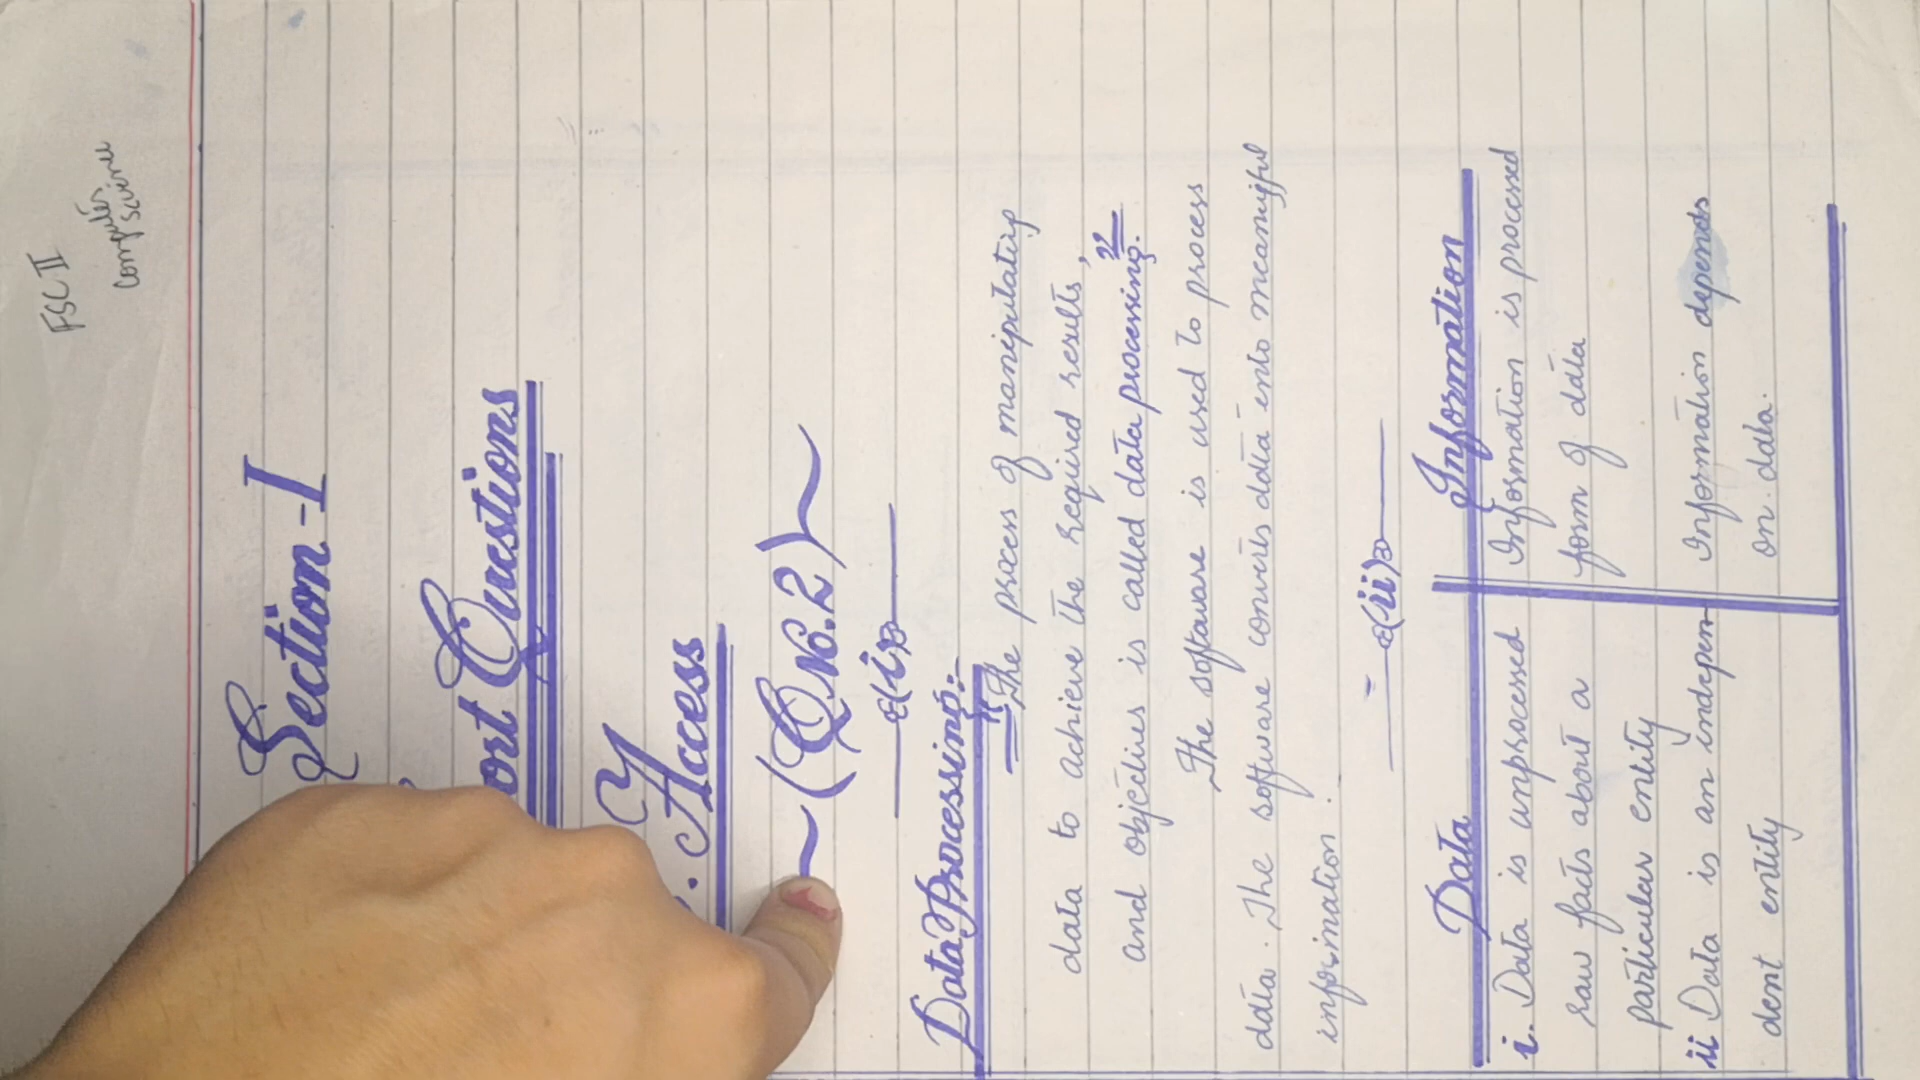 FSC II
Computer
Science
Section-I
ort Questions
Access
(Q.No.2)
(i)
Data Processing:-
"The process of manipulating
data to achieve the required results,
and objectives is called data processing."
The software is used to process
data. The software converts data into meaningful
information.
(ii)
Data Information
i. Data is unprocessed Information is processed
raw facts about a form of data
particular entity
ii Data is an indepen- Information depends
dent entity on data.